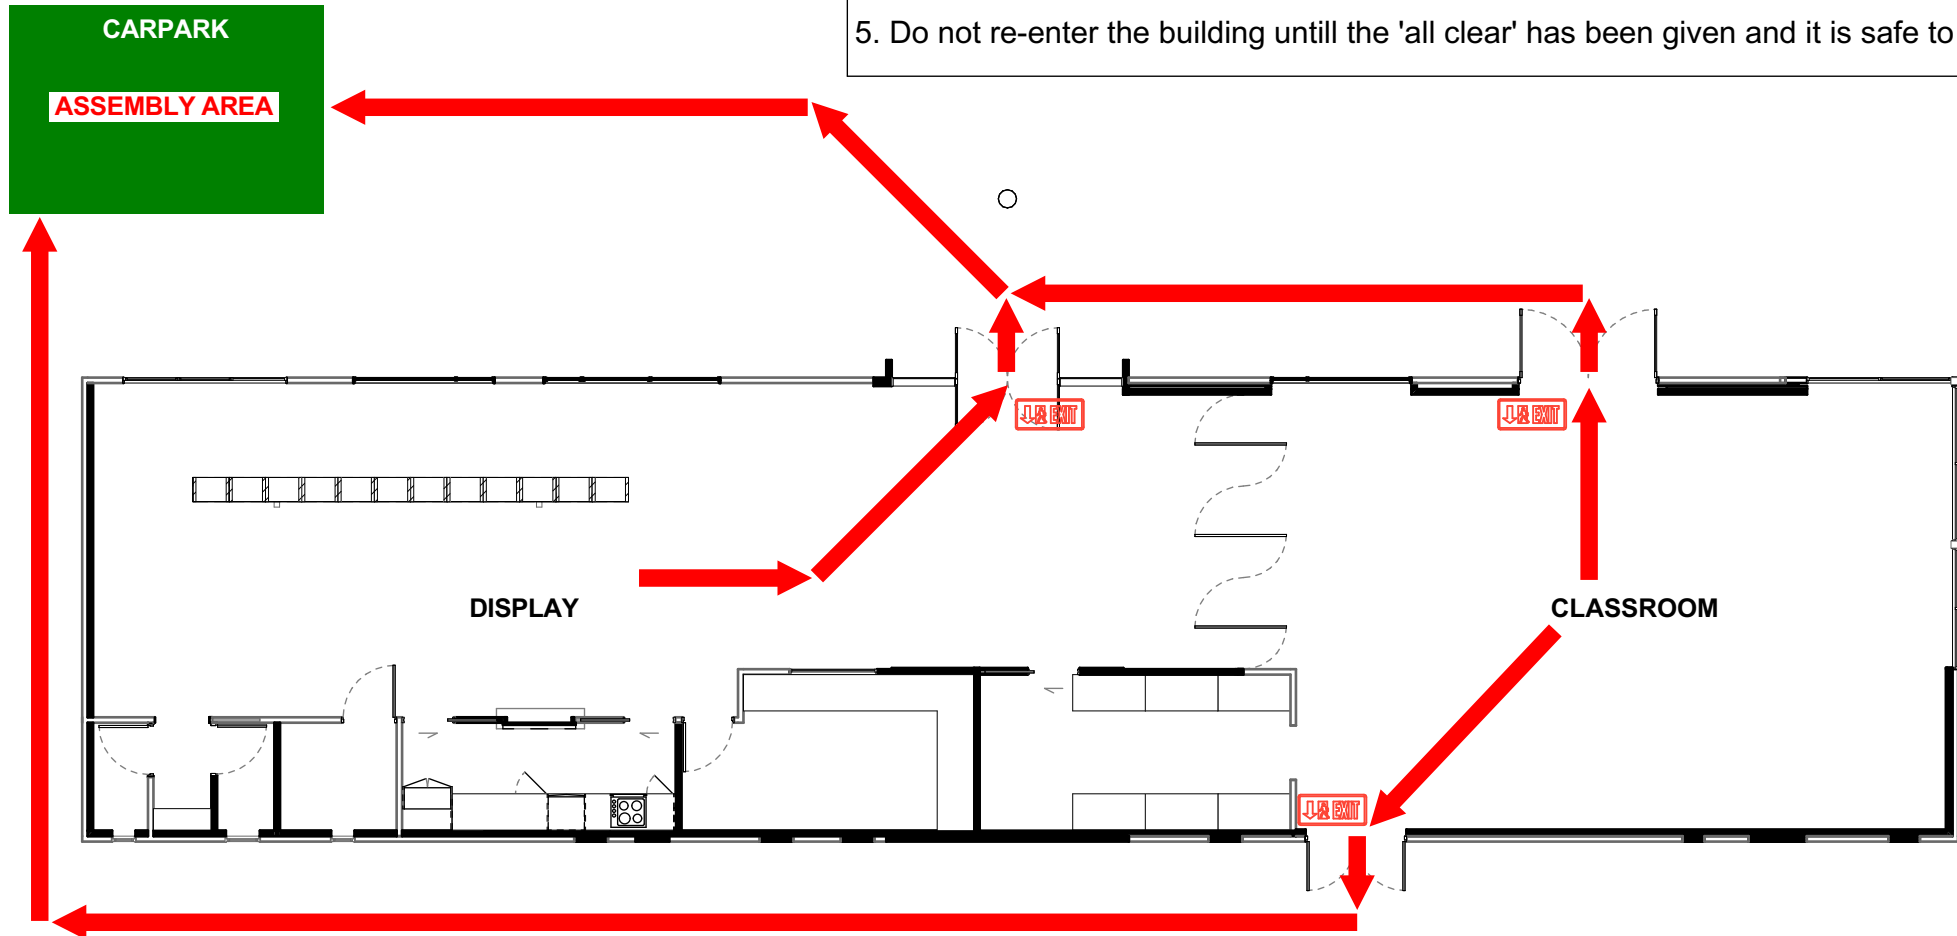 CARPARK
5. Do not re-enter the building untill the 'all clear' has been given and it is safe to
ASSEMBLY AREA
EXIT
EXIT
DISPLAY
CLASSROOM
EXIT